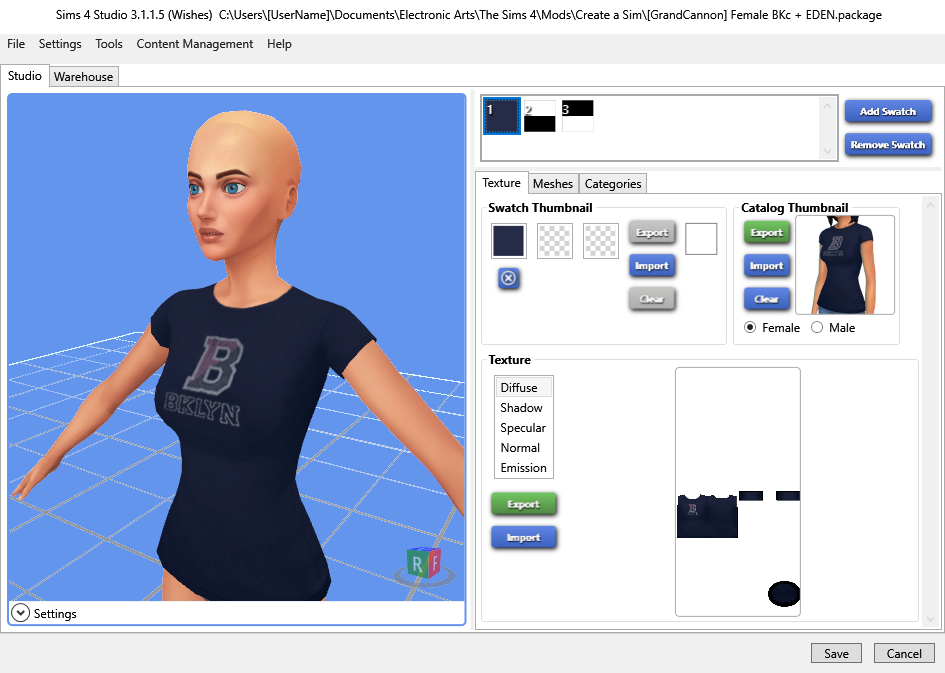 Sims 4 Studio 3.1.1.5 (Wishes)  C:\Users\[UserName]\Documents\Electronic Arts\The Sims 4\Mods\Create a Sim\[GrandCannon] Female BKc + EDEN.package
File Settings Tools Content Management Help
Studio Warehouse
1 2 3
Add Swatch
Remove Swatch
Texture Meshes Categories
Swatch Thumbnail
Export
Import
Clear
Catalog Thumbnail
Export
Import
Clear
Female Male
Texture
Diffuse
Shadow
Specular
Normal
Emission
Export
Import
B
BKLYN
R F
Settings
Save Cancel